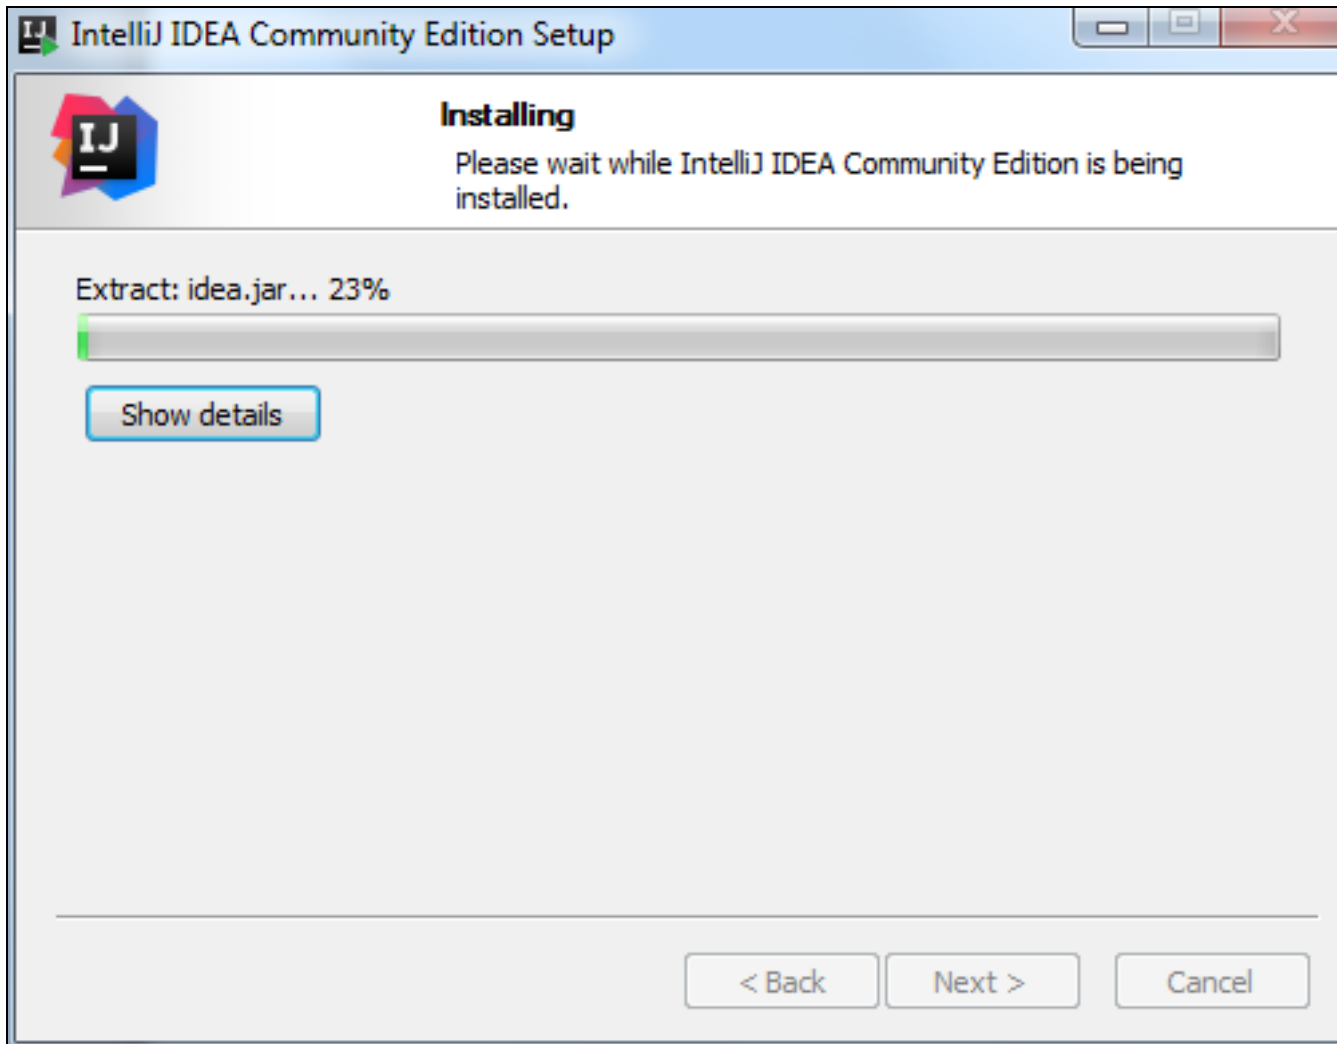 IntelliJ IDEA Community Edition Setup
IJ
Installing
Please wait while IntelliJ IDEA Community Edition is being
installed.
Extract: idea.jar... 23%
Show details
< Back
Next >
Cancel